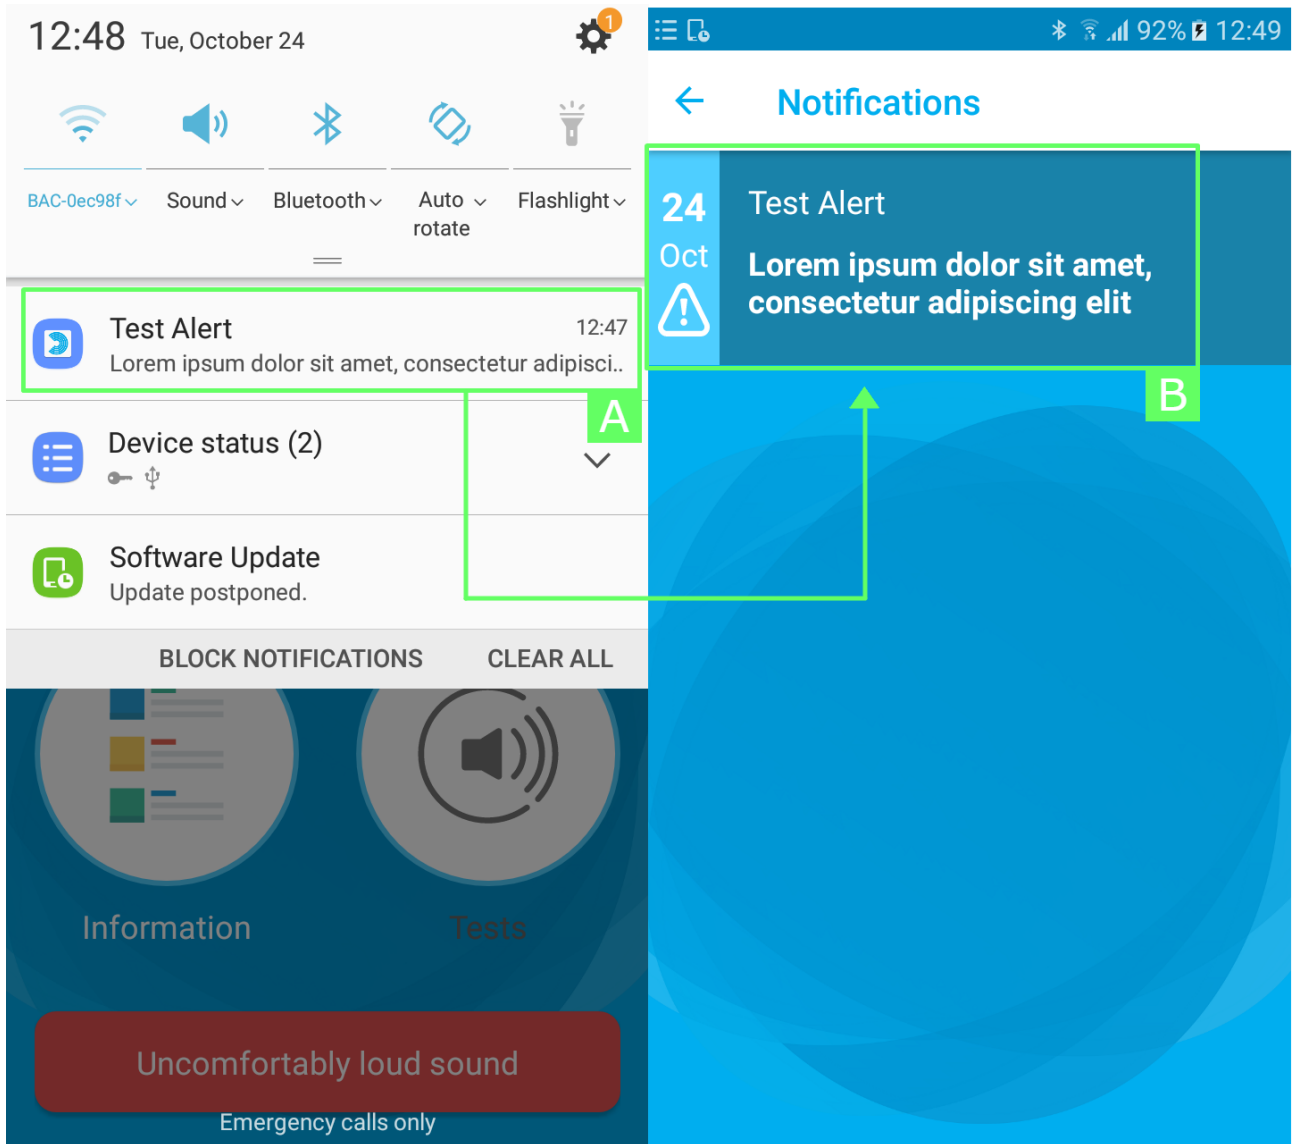 12:48 Tue, October 24
1
BAC-0ec98f
Sound
Bluetooth
Auto
rotate
Flashlight
Test Alert
12:47
Lorem ipsum dolor sit amet, consectetur adipisci..
A
Device status (2)
Software Update
Update postponed.
BLOCK NOTIFICATIONS
CLEAR ALL
Information
Tests
Uncomfortably loud sound
Emergency calls only
92% 12:49
Notifications
24
Oct
Test Alert
Lorem ipsum dolor sit amet,
consectetur adipiscing elit
B